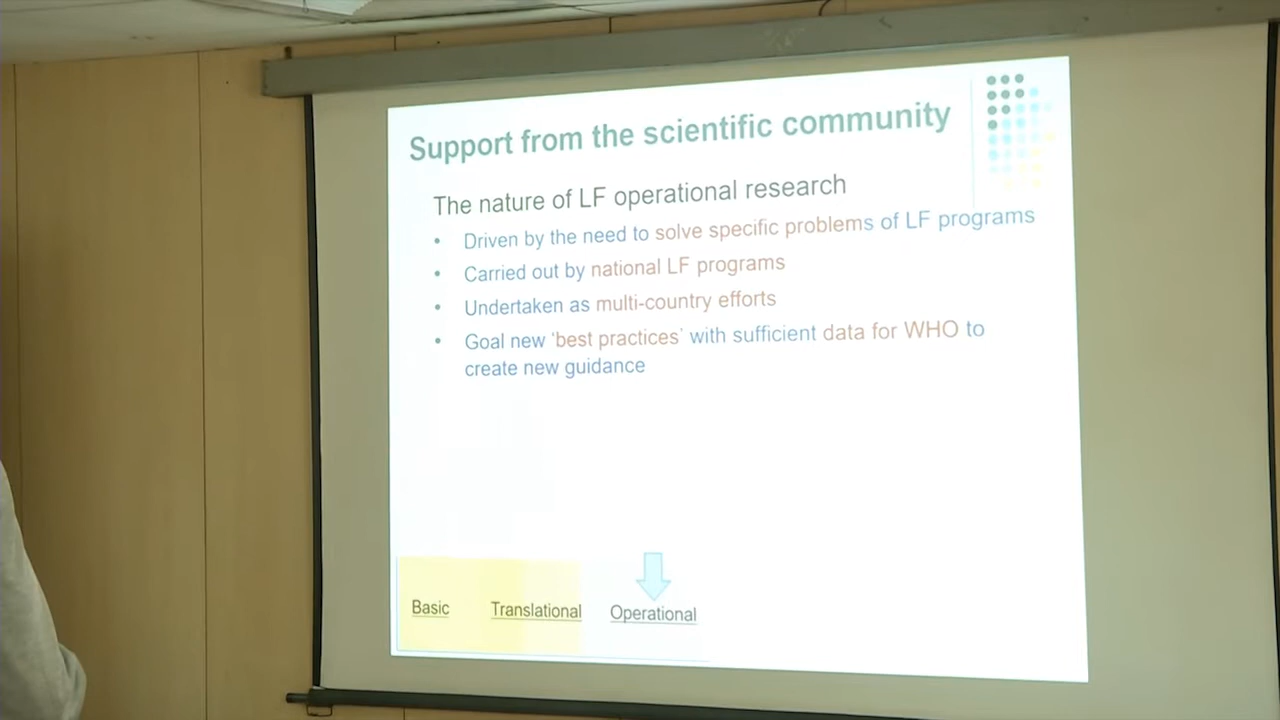 Support from the scientific community
The nature of LF operational research
• Driven by the need to solve specific problems of LF programs
• Carried out by national LF programs
• Undertaken as multi-country efforts
• Goal new ‘best practices’ with sufficient data for WHO to
create new guidance
Basic Translational Operational